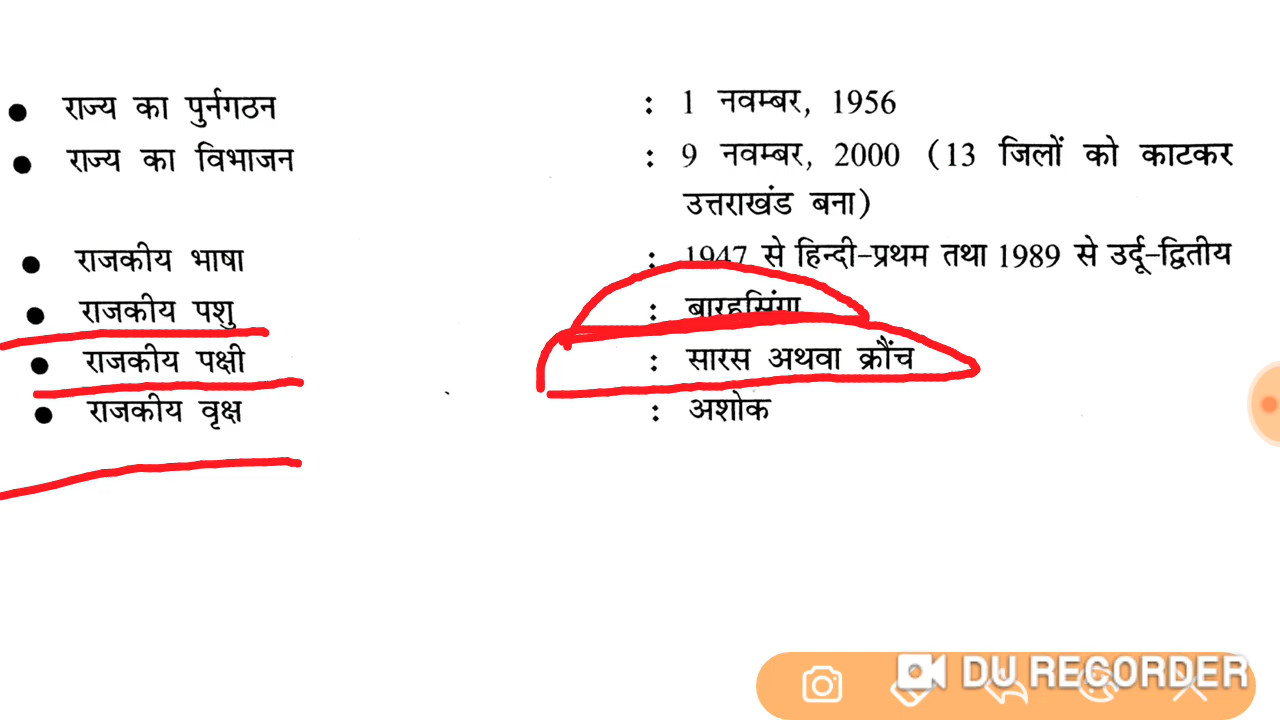 • राज्य का पुर्नगठन : 1 नवम्बर, 1956
• राज्य का विभाजन : 9 नवम्बर, 2000 (13 जिलों को काटकर
उत्तराखंड बना)
• राजकीय भाषा : 1947 से हिन्दी-प्रथम तथा 1989 से उर्दू-द्वितीय
• राजकीय पशु : बारहसिंगा
• राजकीय पक्षी : सारस अथवा क्रौंच
• राजकीय वृक्ष : अशोक
DU RECORDER